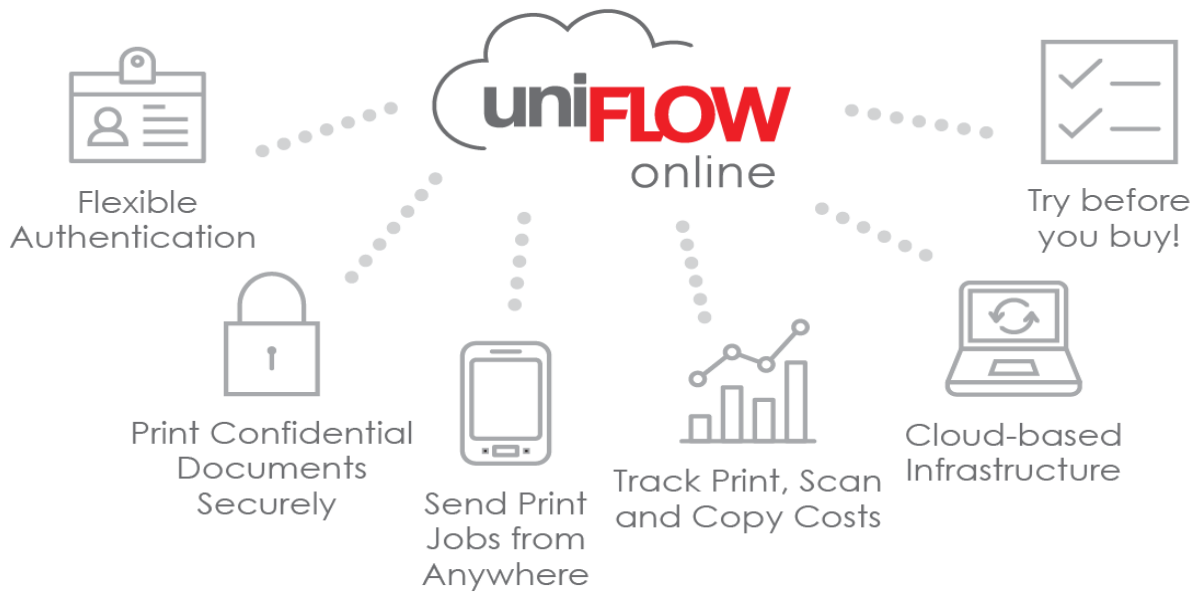 uniFLOW
online
Flexible
Authentication
Print Confidential
Documents
Securely
Send Print
Jobs from
Anywhere
Track Print, Scan
and Copy Costs
Cloud-based
Infrastructure
Try before
you buy!